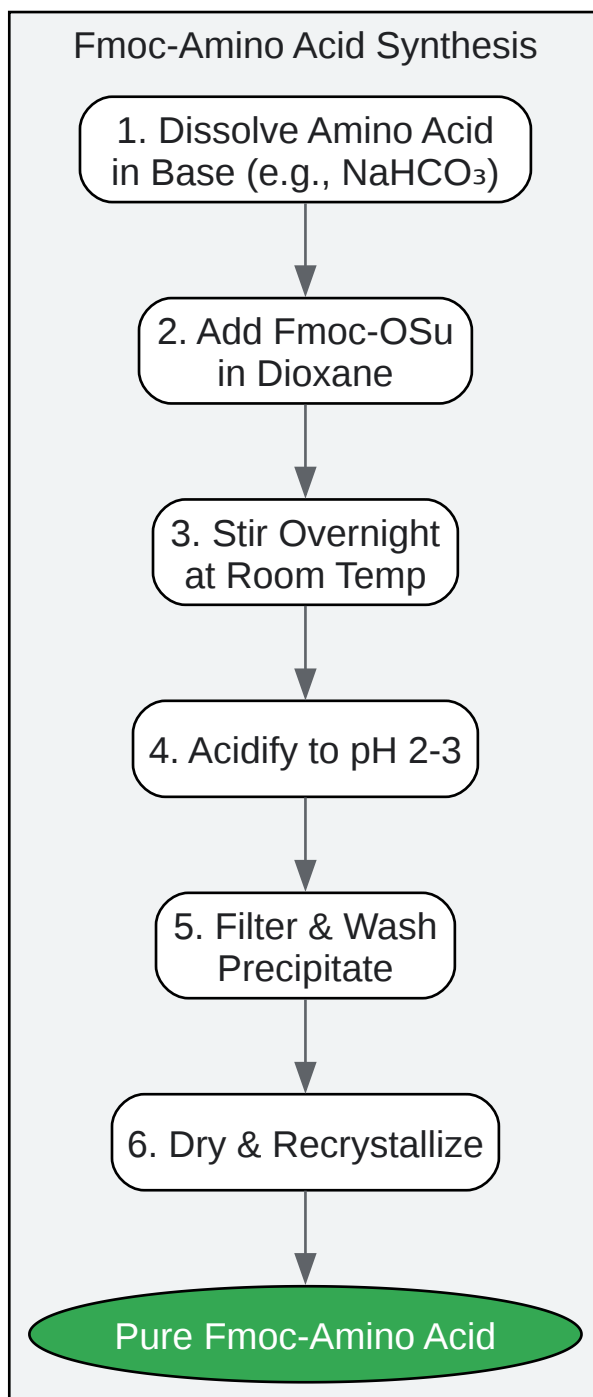 Fmoc-Amino Acid Synthesis
1. Dissolve Amino Acid
in Base (e.g., NaHCO₃)
2. Add Fmoc-OSu
in Dioxane
3. Stir Overnight
at Room Temp
4. Acidify to pH 2-3
5. Filter & Wash
Precipitate
6. Dry & Recrystallize
Pure Fmoc-Amino Acid